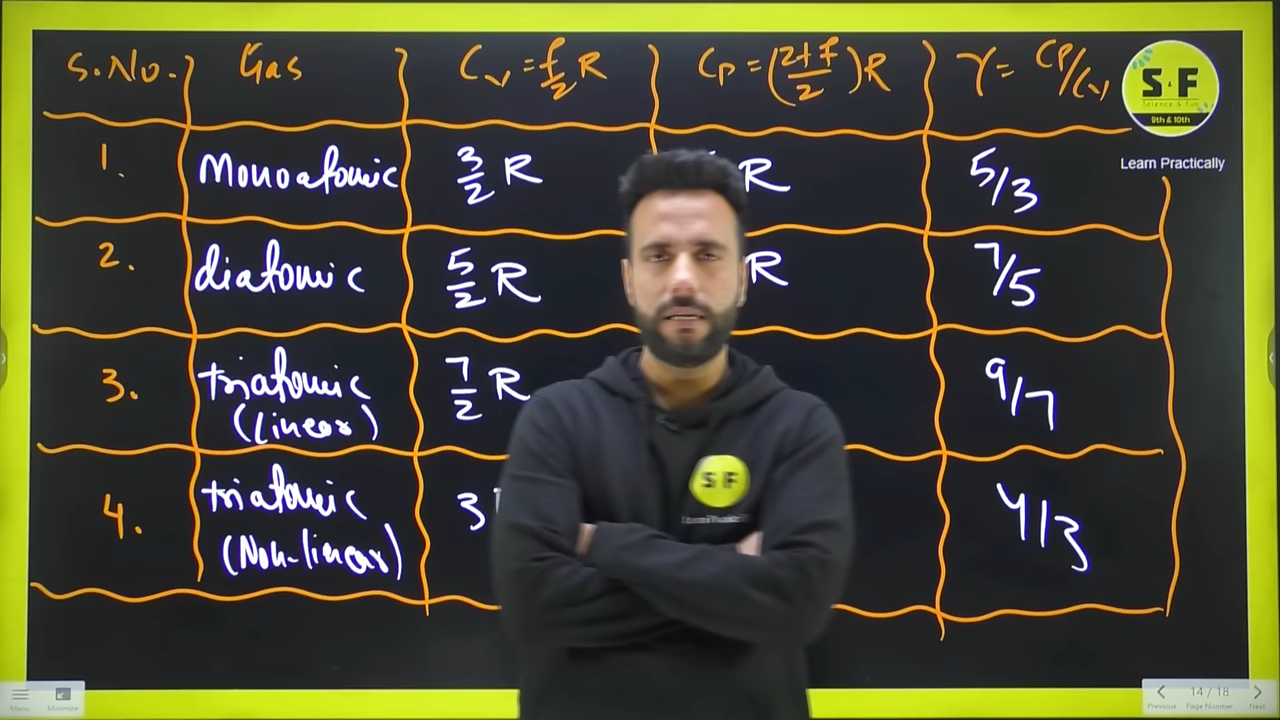 S.No. Gas Cv = f/2 R Cp = (2+f/2) R γ = Cp/Cv
S&F
Science & Fun
9th & 10th
Learn Practically
1. Monoatomic 3/2 R R 5/3
2. diatomic 5/2 R R 7/5
3. triatomic 7/2 R 9/7
(Linear)
SF
4. triatomic 3 4/3
(Non-linear)
Menu Minimize
14 / 18
Previous Page Number Next